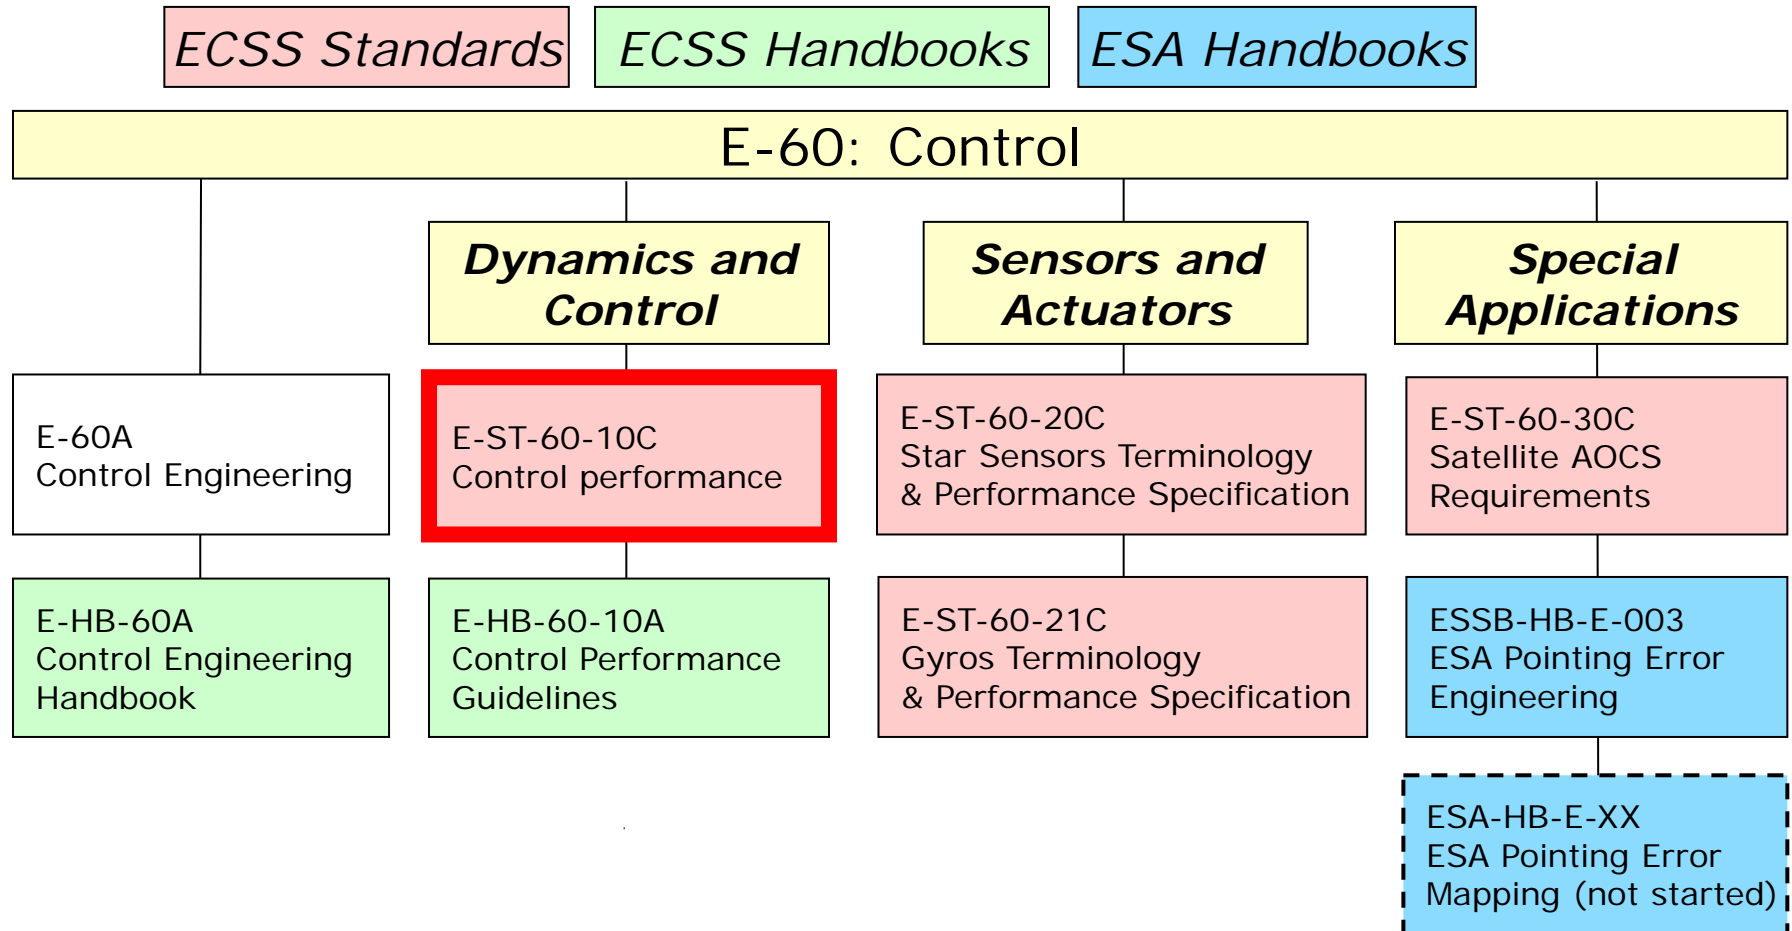 ECSS Standards
ECSS Handbooks
ESA Handbooks
E-60: Control
Dynamics and
Control
Sensors and
Actuators
Special
Applications
E-60A
Control Engineering
E-ST-60-10C
Control performance
E-ST-60-20C
Star Sensors Terminology
& Performance Specification
E-ST-60-30C
Satellite AOCS
Requirements
E-HB-60A
Control Engineering
Handbook
E-HB-60-10A
Control Performance
Guidelines
E-ST-60-21C
Gyros Terminology
& Performance Specification
ESSB-HB-E-003
ESA Pointing Error
Engineering
ESA-HB-E-XX
ESA Pointing Error
Mapping (not started)